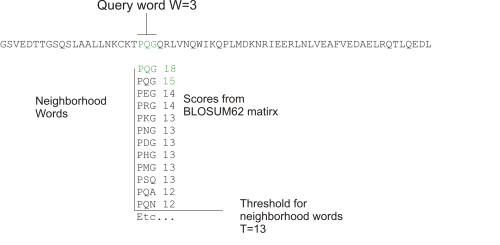 Query word W=3
GSVEDTTGSQSLAALLNKCKTPQGQRLVNQWIKQPLMDKNRIEERLNLVEAFVEDAELRQTLQEDL
PQG 18
PQG 15
PEG 14
PRG 14
PKG 13
PNG 13
PDG 13
PHG 13
PMG 13
PSQ 13
PQA 12
PQN 12
Etc...
Neighborhood
Words
Scores from
BLOSUM62 matirx
Threshold for
neighborhood words
T=13